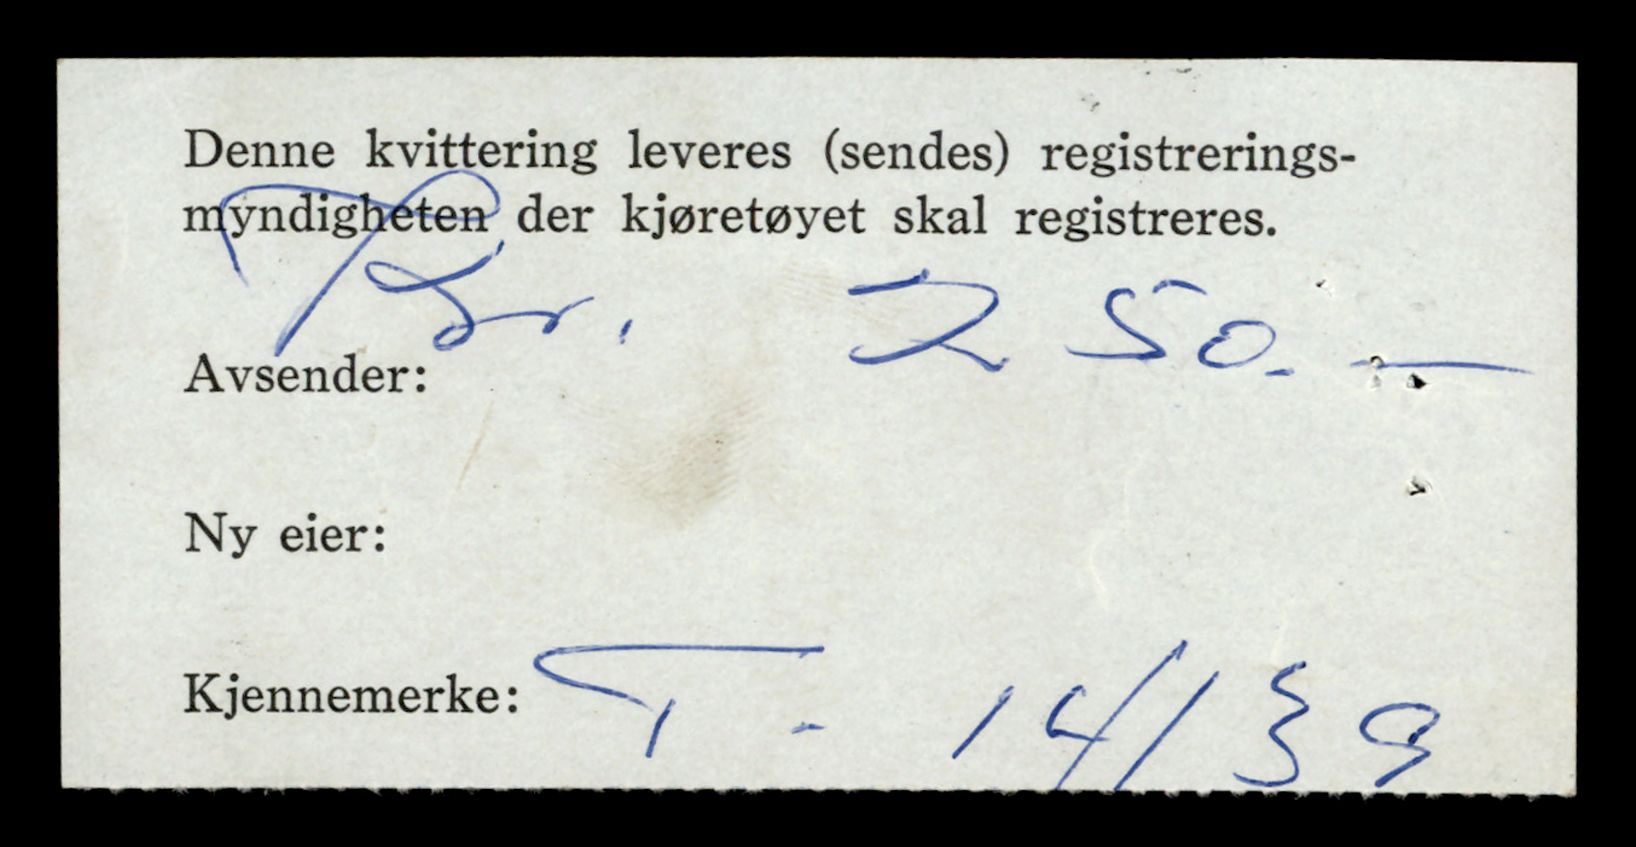 Denne kvittering leveres (sendes) registrerings-
myndigheten der kjøretøyet skal registreres.
Kr. 250.—
Avsender:
Ny eier:
Kjennemerke: T - 14139